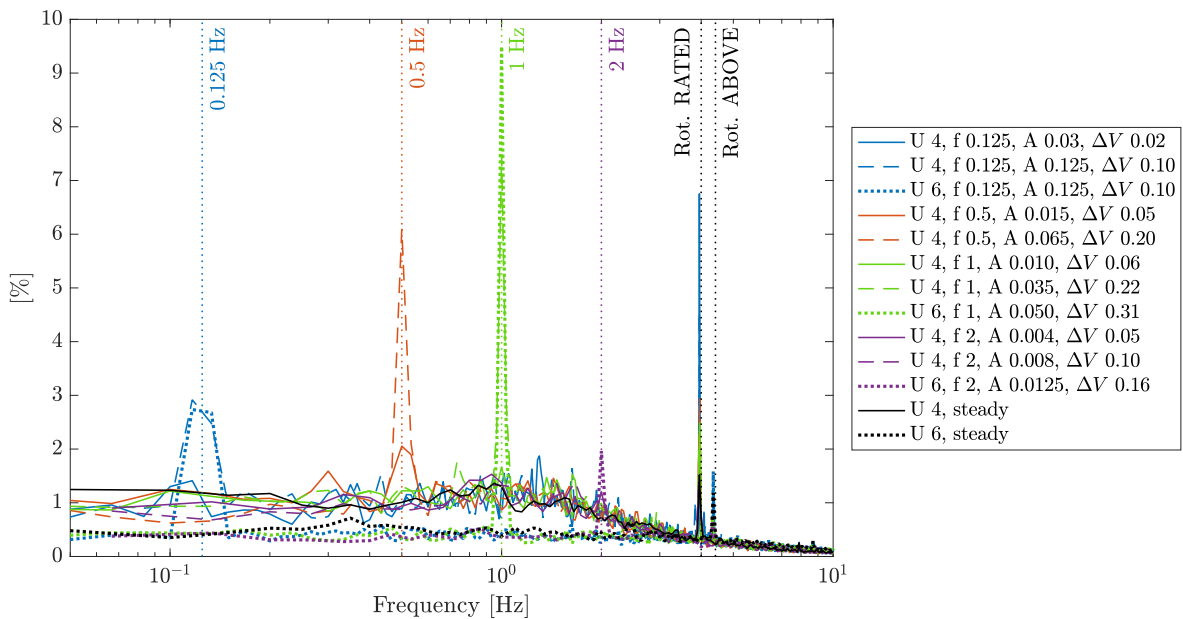 10
9
8
7
6
5
4
3
2
1
0
[%]
0.125 Hz
0.5 Hz
1 Hz
2 Hz
Rot. RATED
Rot. ABOVE
10⁻¹
10⁰
10¹
Frequency [Hz]
U 4, f 0.125, A 0.03, ΔV 0.02
U 4, f 0.125, A 0.125, ΔV 0.10
U 6, f 0.125, A 0.125, ΔV 0.10
U 4, f 0.5, A 0.015, ΔV 0.05
U 4, f 0.5, A 0.065, ΔV 0.20
U 4, f 1, A 0.010, ΔV 0.06
U 4, f 1, A 0.035, ΔV 0.22
U 6, f 1, A 0.050, ΔV 0.31
U 4, f 2, A 0.004, ΔV 0.05
U 4, f 2, A 0.008, ΔV 0.10
U 6, f 2, A 0.0125, ΔV 0.16
U 4, steady
U 6, steady